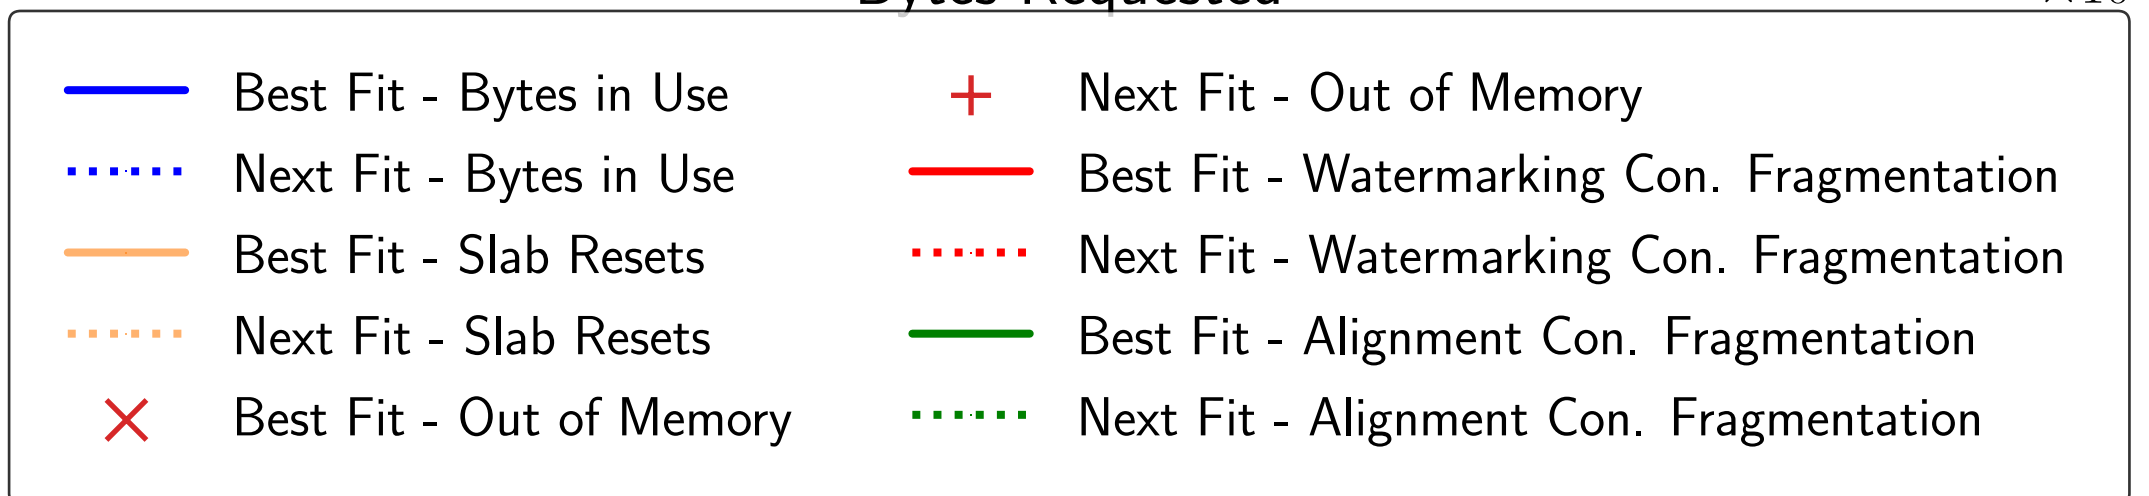 Bytes Requested
Best Fit - Bytes in Use
Next Fit - Bytes in Use
Best Fit - Slab Resets
Next Fit - Slab Resets
Best Fit - Out of Memory
Next Fit - Out of Memory
Best Fit - Watermarking Con. Fragmentation
Next Fit - Watermarking Con. Fragmentation
Best Fit - Alignment Con. Fragmentation
Next Fit - Alignment Con. Fragmentation